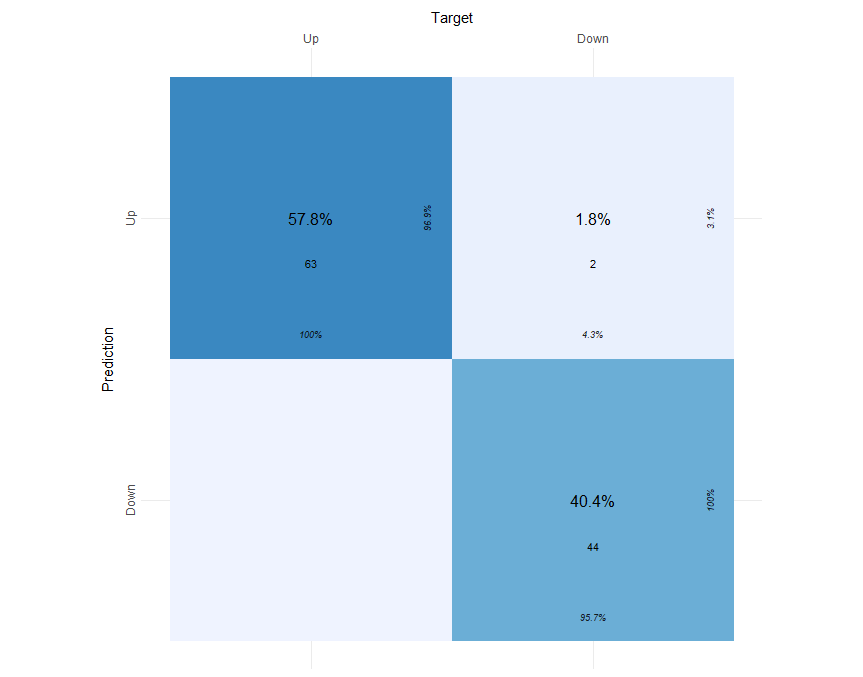 Target
Up
Down
Up
57.8%
96.9%
1.8%
3.1%
63
2
100%
4.3%
Prediction
Down
40.4%
100%
44
95.7%